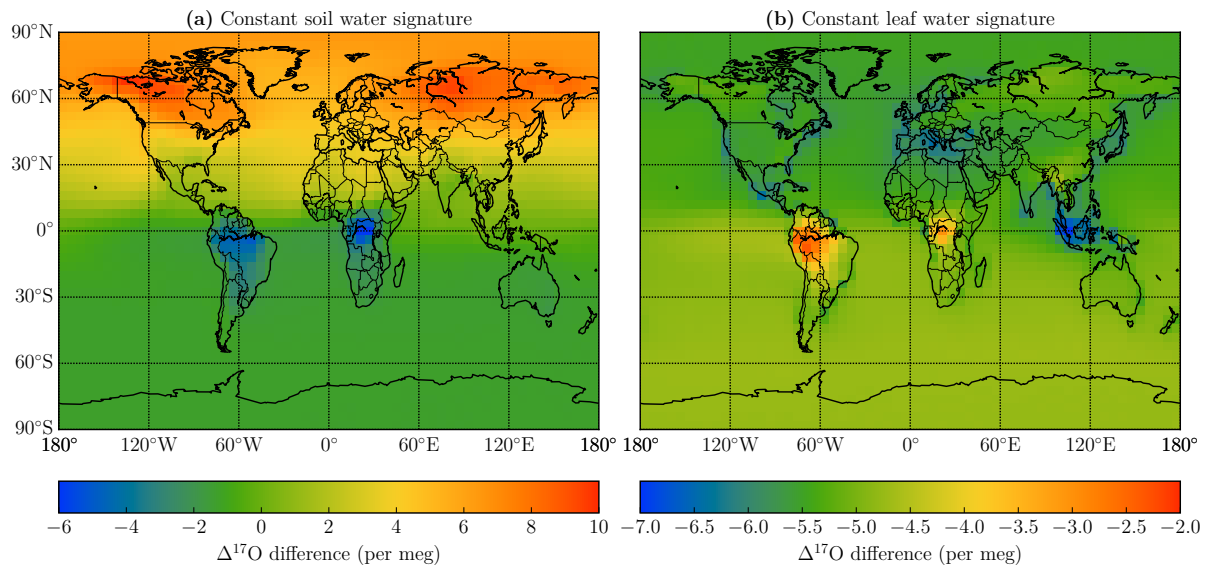 (a) Constant soil water signature
(b) Constant leaf water signature
90°N
60°N
30°N
0°
30°S
60°S
90°S
180° 120°W 60°W 0° 60°E 120°E 180°
180° 120°W 60°W 0° 60°E 120°E 180°
−6 −4 −2 0 2 4 6 8 10
Δ¹⁷O difference (per meg)
−7.0 −6.5 −6.0 −5.5 −5.0 −4.5 −4.0 −3.5 −3.0 −2.5 −2.0
Δ¹⁷O difference (per meg)